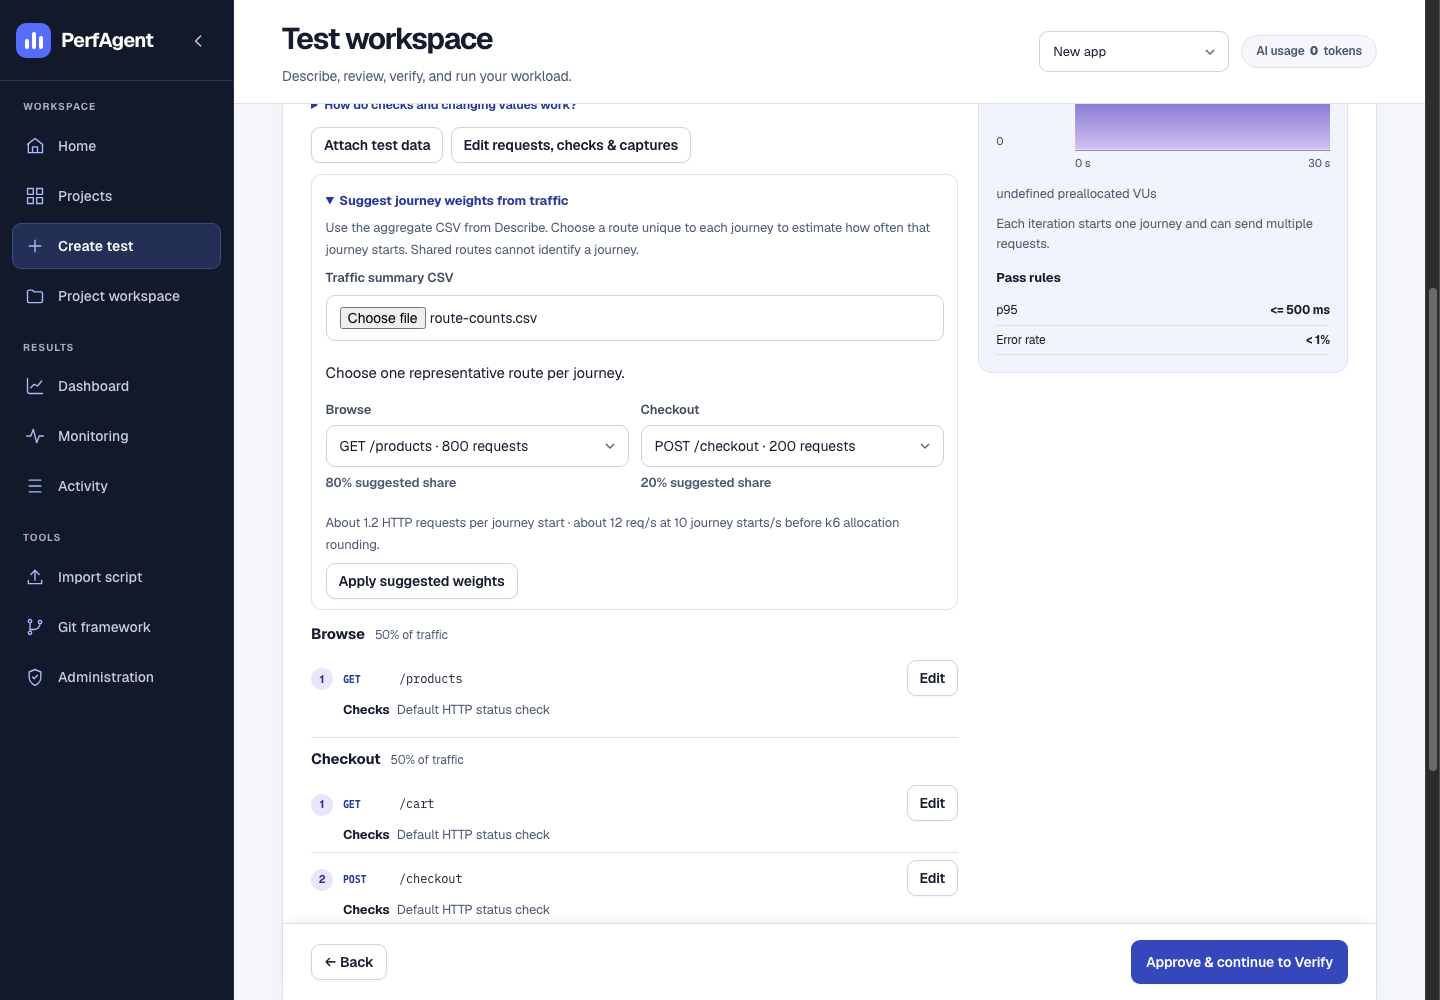 PerfAgent
WORKSPACE
Home
Projects
Create test
Project workspace
RESULTS
Dashboard
Monitoring
Activity
TOOLS
Import script
Git framework
Administration
Test workspace
Describe, review, verify, and run your workload.
New app
AI usage 0 tokens
How do checks and changing values work?
Attach test data
Edit requests, checks & captures
Suggest journey weights from traffic
Use the aggregate CSV from Describe. Choose a route unique to each journey to estimate how often that
journey starts. Shared routes cannot identify a journey.
Traffic summary CSV
Choose file route-counts.csv
Choose one representative route per journey.
Browse
GET /products · 800 requests
80% suggested share
Checkout
POST /checkout · 200 requests
20% suggested share
About 1.2 HTTP requests per journey start · about 12 req/s at 10 journey starts/s before k6 allocation
rounding.
Apply suggested weights
Browse 50% of traffic
1 GET /products Edit
Checks Default HTTP status check
Checkout 50% of traffic
1 GET /cart Edit
Checks Default HTTP status check
2 POST /checkout Edit
Checks Default HTTP status check
0
0 s 30 s
undefined preallocated VUs
Each iteration starts one journey and can send multiple
requests.
Pass rules
p95 <= 500 ms
Error rate < 1%
← Back
Approve & continue to Verify